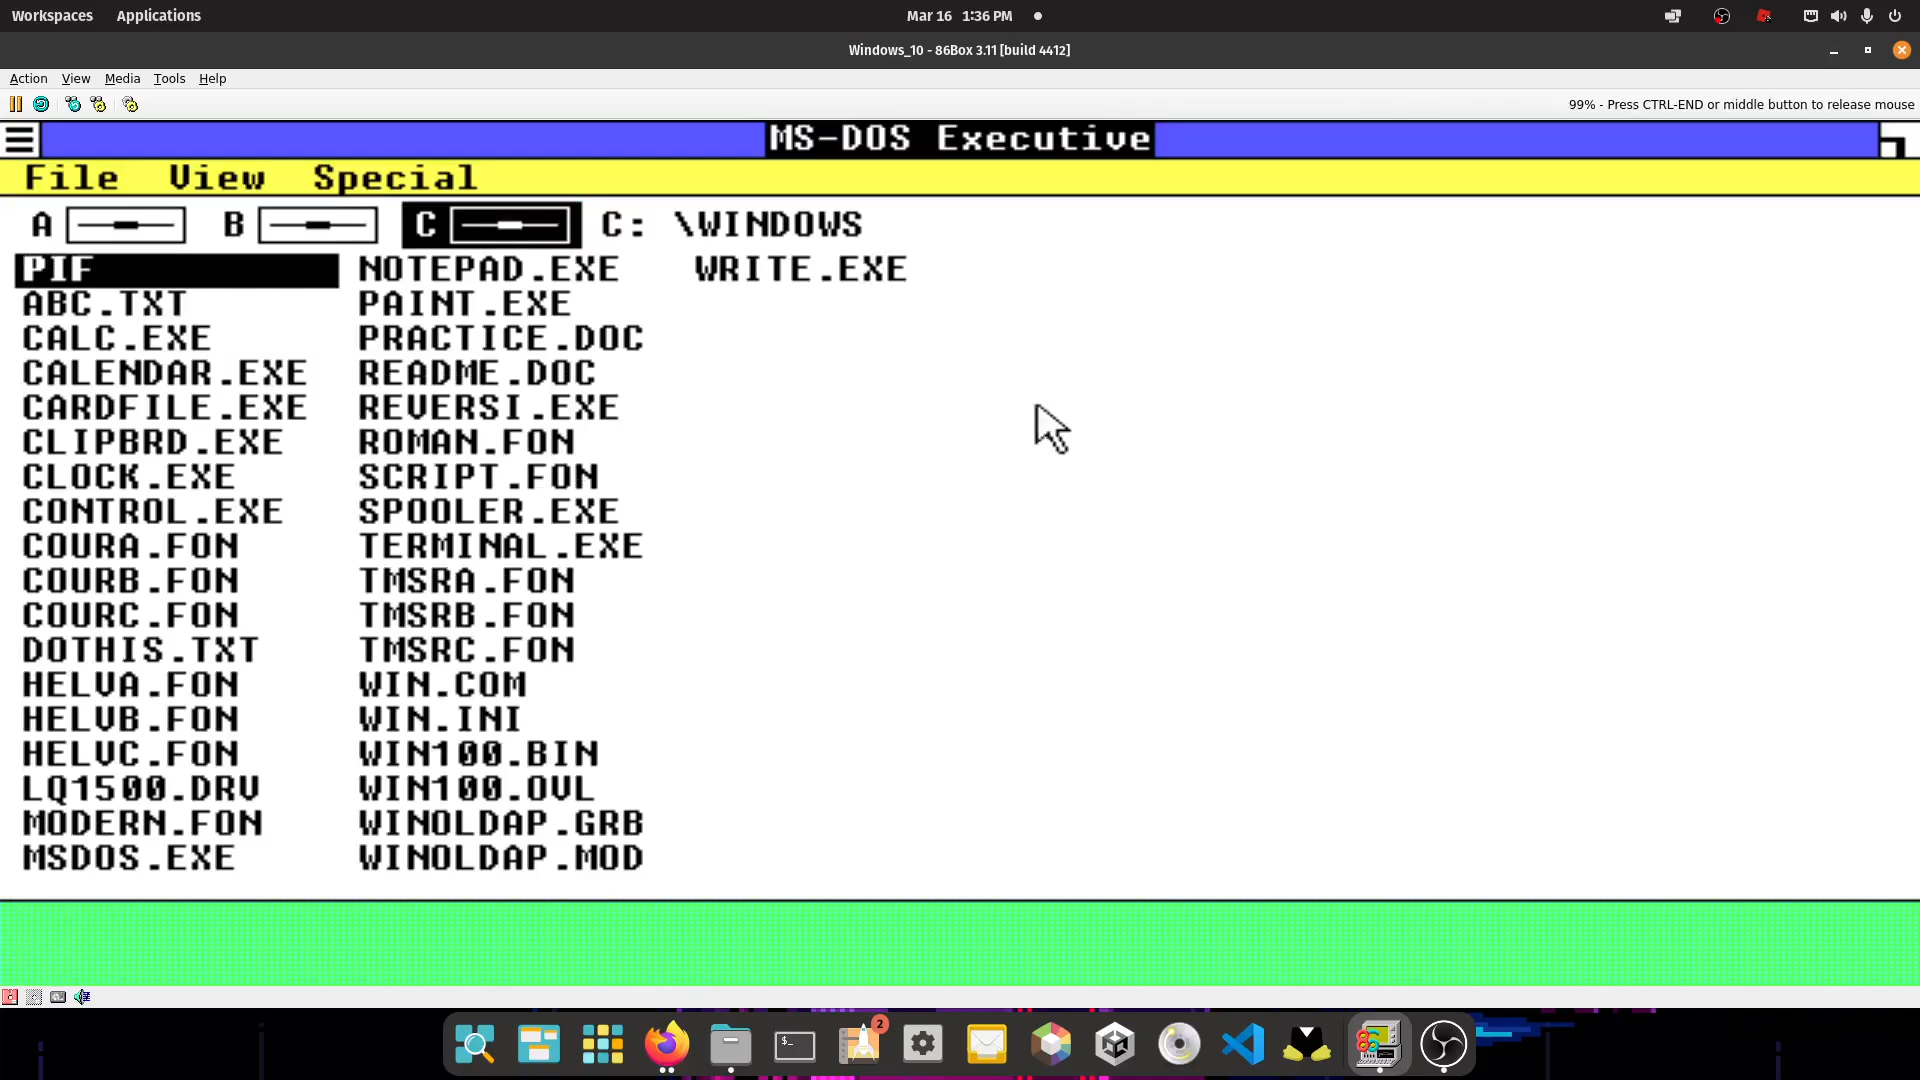 Workspaces Applications Mar 16 1:36 PM
Windows_10 - 86Box 3.11 [build 4412]
Action View Media Tools Help
99% - Press CTRL-END or middle button to release mouse
MS-DOS Executive
File View Special
A B C C: \WINDOWS
PIF NOTEPAD.EXE WRITE.EXE
ABC.TXT PAINT.EXE
CALC.EXE PRACTICE.DOC
CALENDAR.EXE README.DOC
CARDFILE.EXE REVERSI.EXE
CLIPBRD.EXE ROMAN.FON
CLOCK.EXE SCRIPT.FON
CONTROL.EXE SPOOLER.EXE
COURA.FON TERMINAL.EXE
COURB.FON TMSRA.FON
COURC.FON TMSRB.FON
DOTHIS.TXT TMSRC.FON
HELVA.FON WIN.COM
HELVB.FON WIN.INI
HELVC.FON WIN100.BIN
LQ1500.DRV WIN100.OVL
MODERN.FON WINOLDAP.GRB
MSDOS.EXE WINOLDAP.MOD
$_
2
86